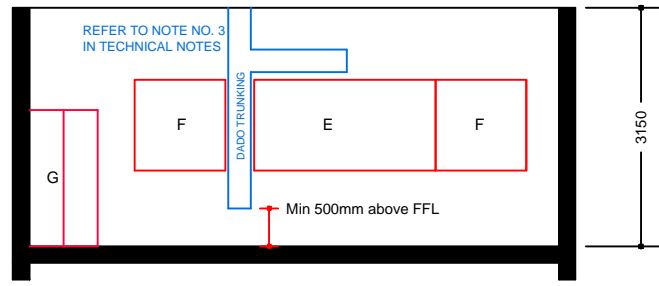 REFER TO NOTE NO. 3
IN TECHNICAL NOTES
DADO TRUNKING
F
E
F
G
3150
Min 500mm above FFL